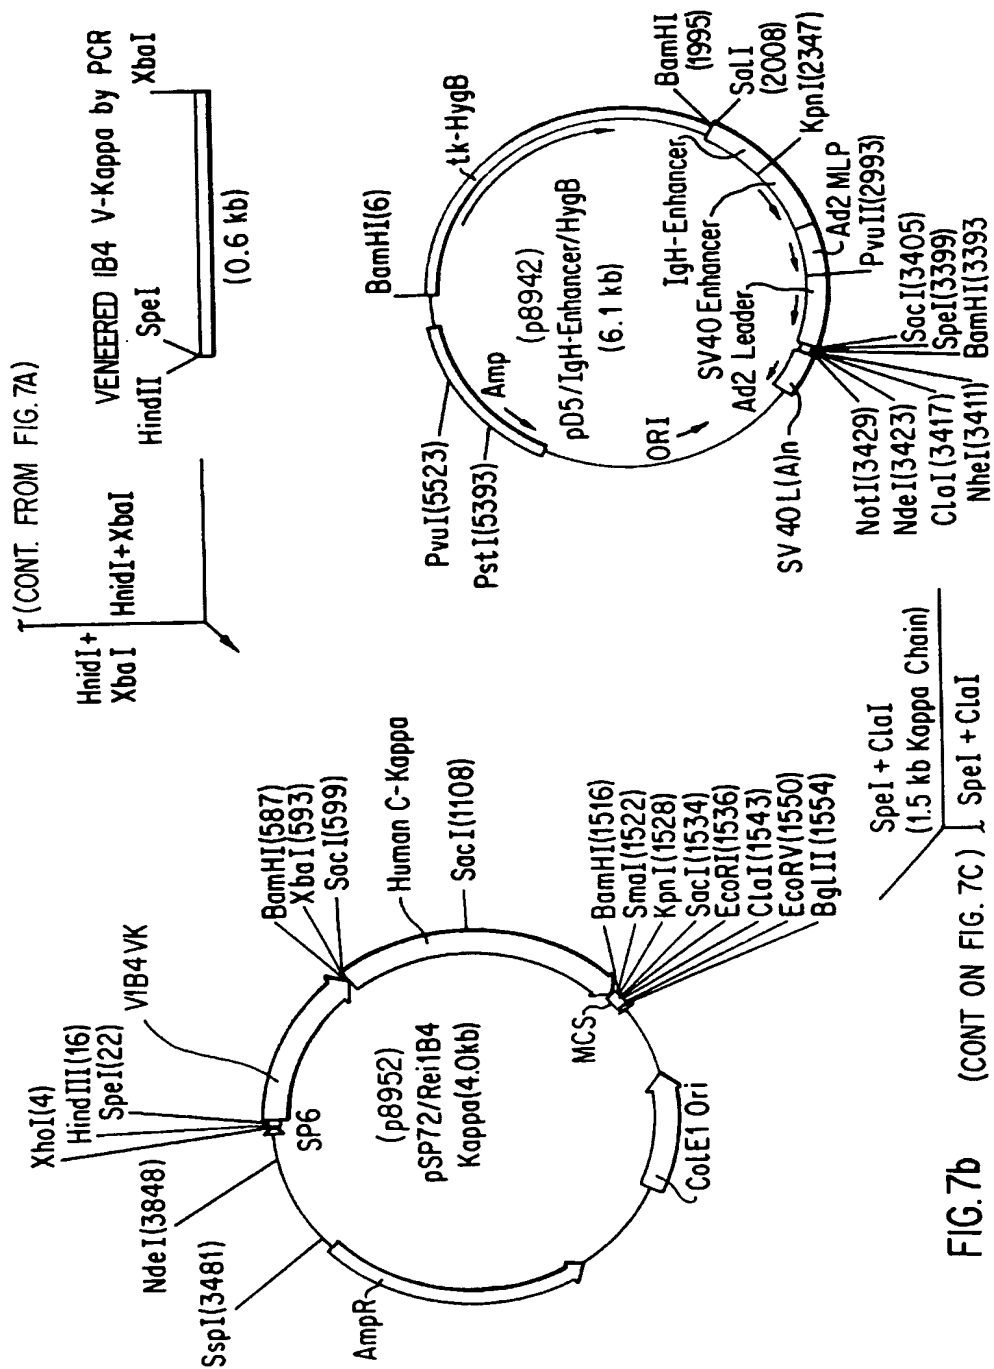 (CONT. FROM FIG. 7A)
HnidI+
XbaI
HnidI+XbaI
VENEERED IB4 V-Kappa by PCR
HindII
SpeI
XbaI
(0.6 kb)
XhoI(4)
HindIII(16)
SpeI(22)
NdeI(3848)
SspI(3481)
AmpR
SP6
V1B4VK
BamHI(587)
XbaI(593)
SacI(599)
Human C-Kappa
SacI(1108)
(p8952)
pSP72/Rei1B4
Kappa(4.0kb)
MCS
ColE1 Ori
BamHI(1516)
SmaI(1522)
KpnI(1528)
SacI(1534)
EcoRI(1536)
ClaI(1543)
EcoRV(1550)
BglII(1554)
BamHI(6)
tk-HygB
PvuI(5523)
PstI(5393)
Amp
(p8942)
pD5/IgH-Enhancer/HygB
(6.1 kb)
ORI
IgH-Enhancer
SV40 Enhancer
Ad2 Leader
BamHI
(1995)
SalI
(2008)
KpnI(2347)
Ad2 MLP
PvuII(2993)
SV40L(A)n
SacI(3405)
SpeI(3399)
BamHI(3393
NotI(3429)
NdeI(3423)
ClaI(3417)
NheI(3411)
SpeI + ClaI
(1.5 kb Kappa Chain)
SpeI + ClaI
(CONT ON FIG. 7C)
FIG. 7b